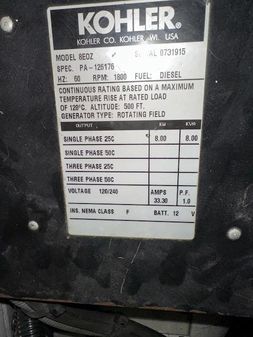 KOHLER
KOHLER CO. KOHLER, WI. USA
MODEL 8EOZ SERIAL 0731915
SPEC. PA-126176
HZ: 60 RPM: 1800 FUEL: DIESEL
CONTINUOUS RATING BASED ON A MAXIMUM
TEMPERATURE RISE AT RATED LOAD
OF 120°C. ALTITUDE: 500 FT.
GENERATOR TYPE: ROTATING FIELD
OUTPUT KW KVA
SINGLE PHASE 25C 8.00 8.00
SINGLE PHASE 50C
THREE PHASE 25C
THREE PHASE 50C
VOLTAGE 120/240 AMPS P.F.
33.30 1.0
INS. NEMA CLASS F BATT. 12 V